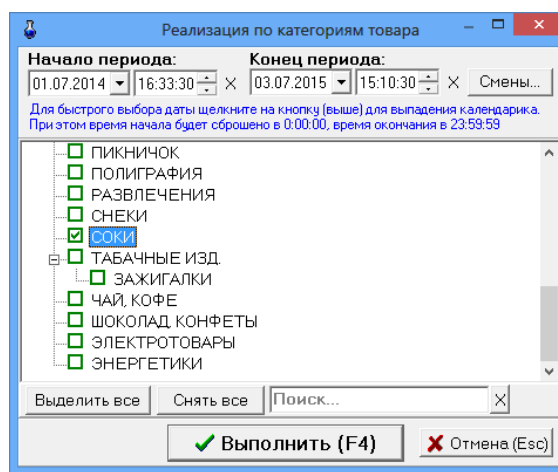 Реализация по категориям товара
Начало периода: Конец периода:
01.07.2014 16:33:30 X 03.07.2015 15:10:30 X Смены...
Для быстрого выбора даты щелкните на кнопку (выше) для выпадения календарика.
При этом время начала будет сброшено в 0:00:00, время окончания в 23:59:59
ПИКНИЧОК
ПОЛИГРАФИЯ
РАЗВЛЕЧЕНИЯ
СНЕКИ
СОКИ
ТАБАЧНЫЕ ИЗД.
ЗАЖИГАЛКИ
ЧАЙ, КОФЕ
ШОКОЛАД, КОНФЕТЫ
ЭЛЕКТРОТОВАРЫ
ЭНЕРГЕТИКИ
Выделить все Снять все Поиск... X
Выполнить (F4) Отмена (Esc)